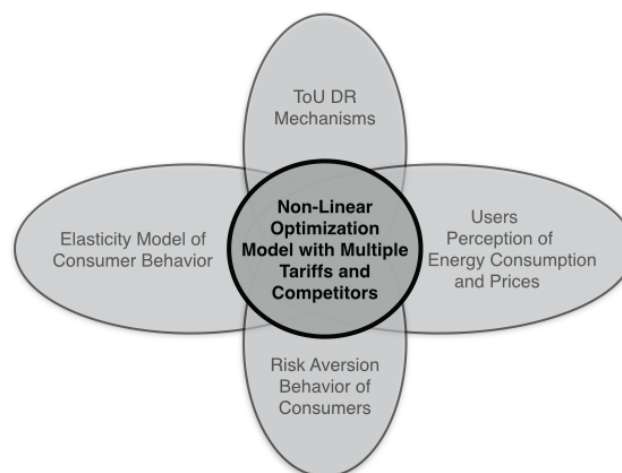 ToU DR
Mechanisms
Elasticity Model of
Consumer Behavior
Non-Linear
Optimization
Model with Multiple
Tariffs and
Competitors
Users
Perception of
Energy Consumption
and Prices
Risk Aversion
Behavior of
Consumers